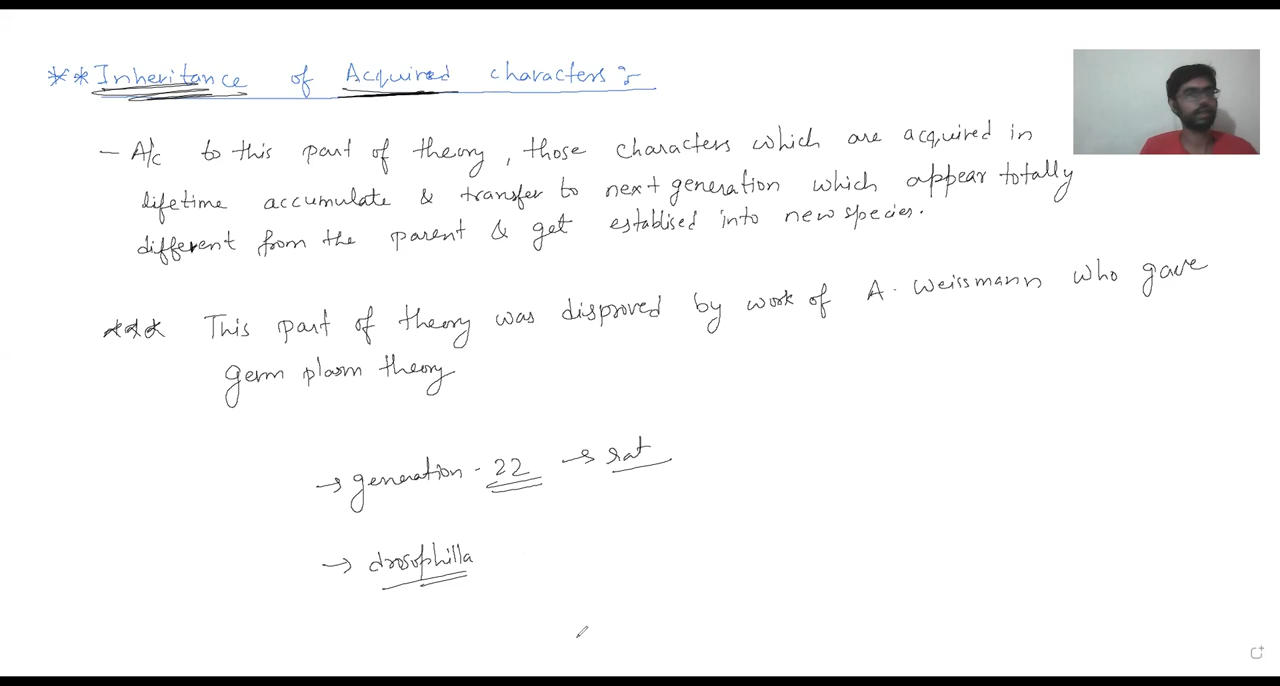 ** Inheritance of Acquired characters :-
- A/c to this part of theory, those characters which are acquired in
lifetime accumulate & transfer to next generation which appear totally
different from the parent & get establised into new species.
*** This part of theory was disproved by work of A. Weissmann who gave
germ plasm theory
→ generation - 22 → rat
→ drosophilla